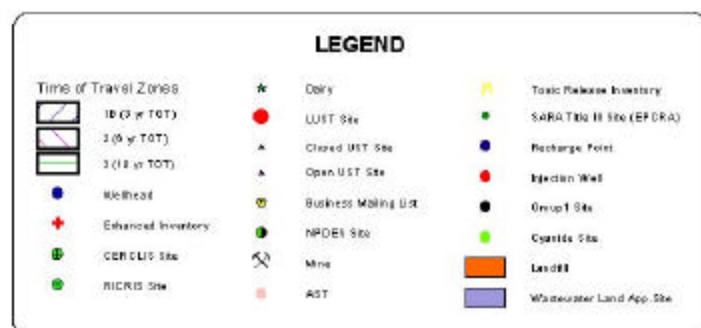 LEGEND
Time of Travel Zones
1B (3 yr TOT)
2 (6 yr TOT)
3 (10 yr TOT)
Wellhead
Enhanced Inventory
CERCLIS Site
RICRIS Site
Dairy
LUST Site
Closed UST Site
Open UST Site
Business Mailing List
NPDES Site
Mine
AST
Toxic Release Inventory
SARA Title III Site (EPCRA)
Recharge Point
Injection Well
Group1 Site
Cyanide Site
Landfill
Wastewater Land App. Site